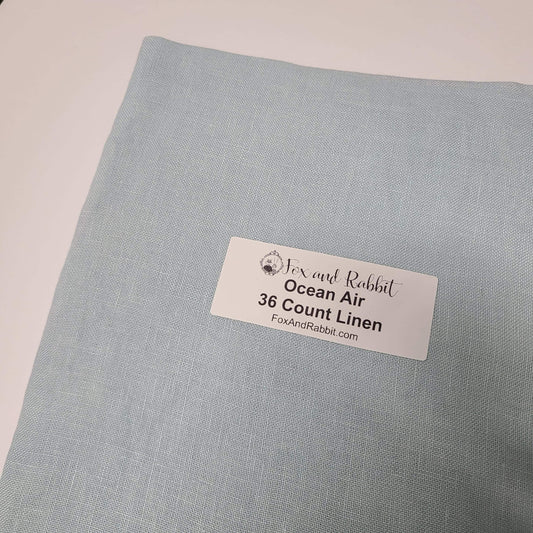 Fox and Rabbit
Ocean Air
36 Count Linen
FoxAndRabbit.com